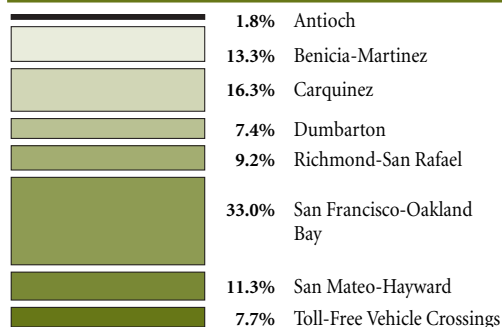 1.8% Antioch
13.3% Benicia-Martinez
16.3% Carquinez
7.4% Dumbarton
9.2% Richmond-San Rafael
33.0% San Francisco-Oakland
Bay
11.3% San Mateo-Hayward
7.7% Toll-Free Vehicle Crossings